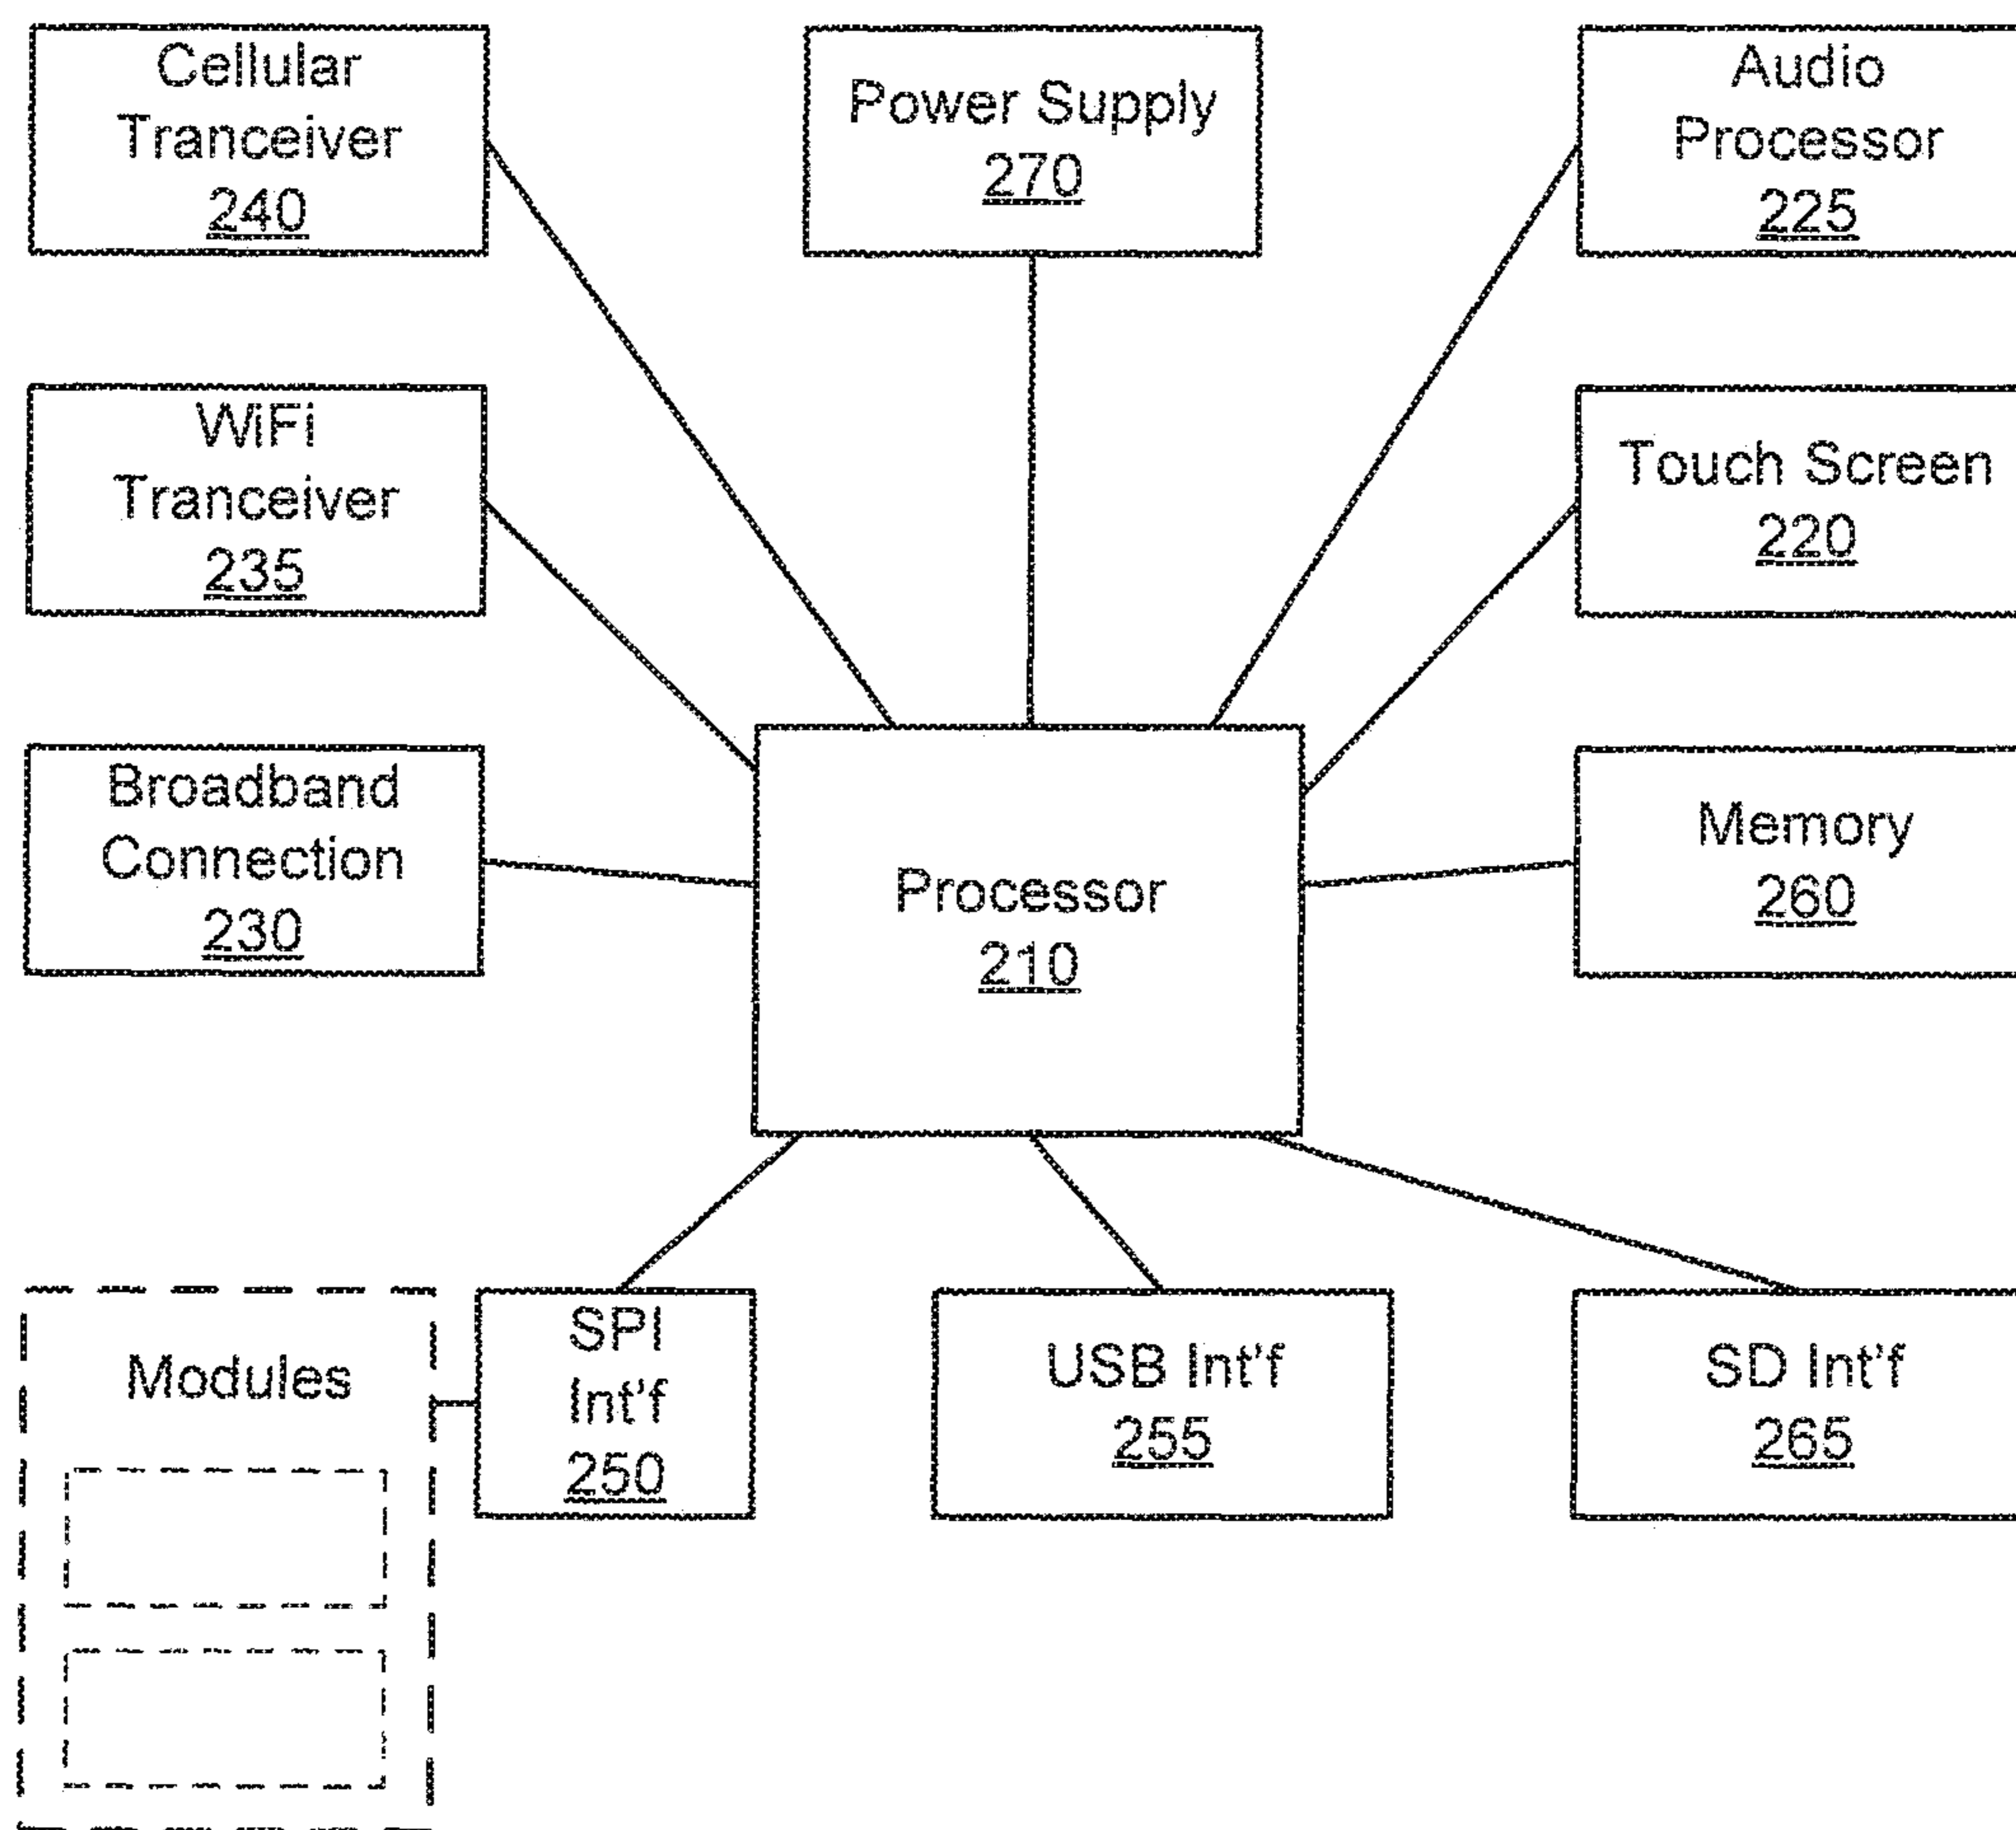 Cellular
Tranceiver
240
Power Supply
270
Audio
Processor
225
WiFi
Tranceiver
235
Touch Screen
220
Broadband
Connection
230
Processor
210
Memory
260
Modules
SPI
Int'f
250
USB Int'f
255
SD Int'f
265